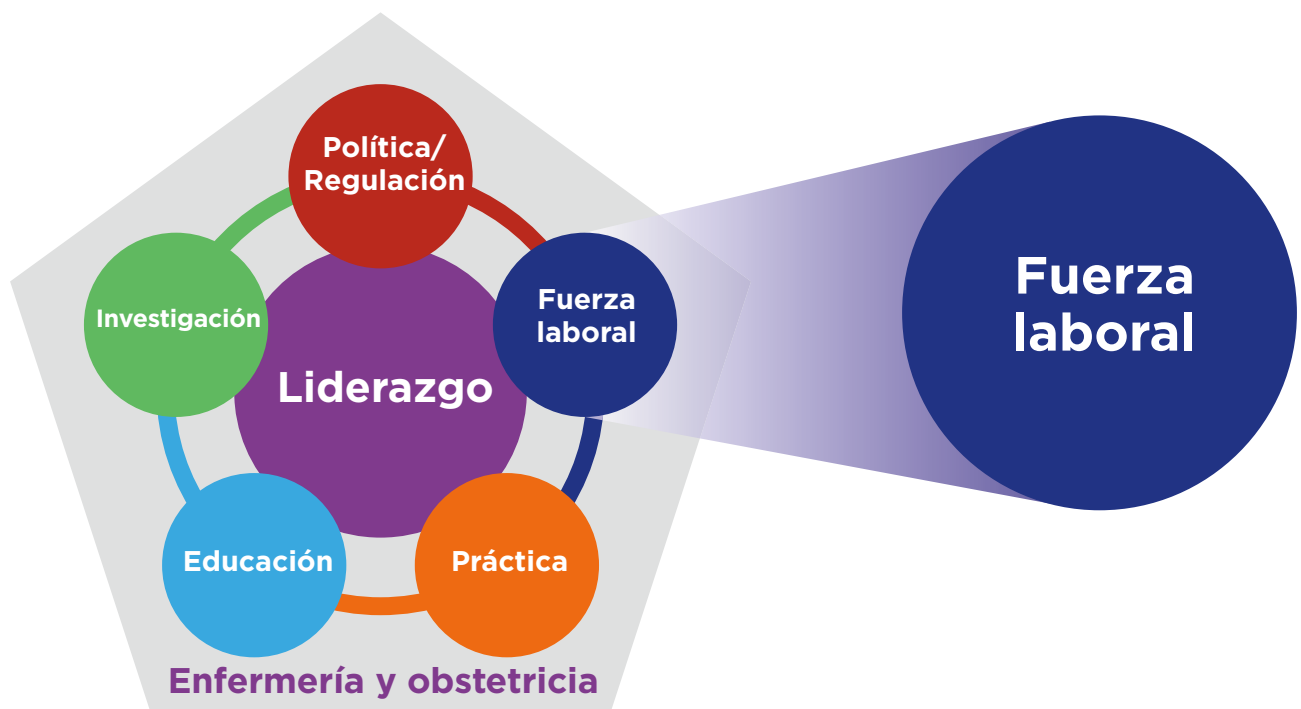 Política/
Regulación
Fuerza
laboral
Investigación
Liderazgo
Educación
Práctica
Enfermería y obstetricia
Fuerza
laboral